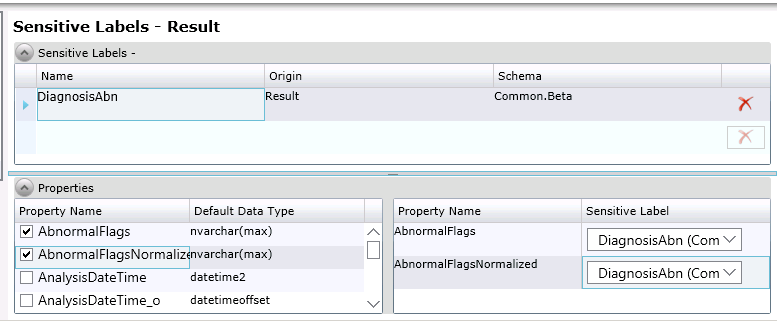 Sensitive Labels - Result
Sensitive Labels -
Name Origin Schema
DiagnosisAbn Result Common.Beta
Properties
Property Name Default Data Type
AbnormalFlags nvarchar(max)
AbnormalFlagsNormalize nvarchar(max)
AnalysisDateTime datetime2
AnalysisDateTime_o datetimeoffset
Property Name Sensitive Label
AbnormalFlags DiagnosisAbn (Com
AbnormalFlagsNormalized DiagnosisAbn (Com